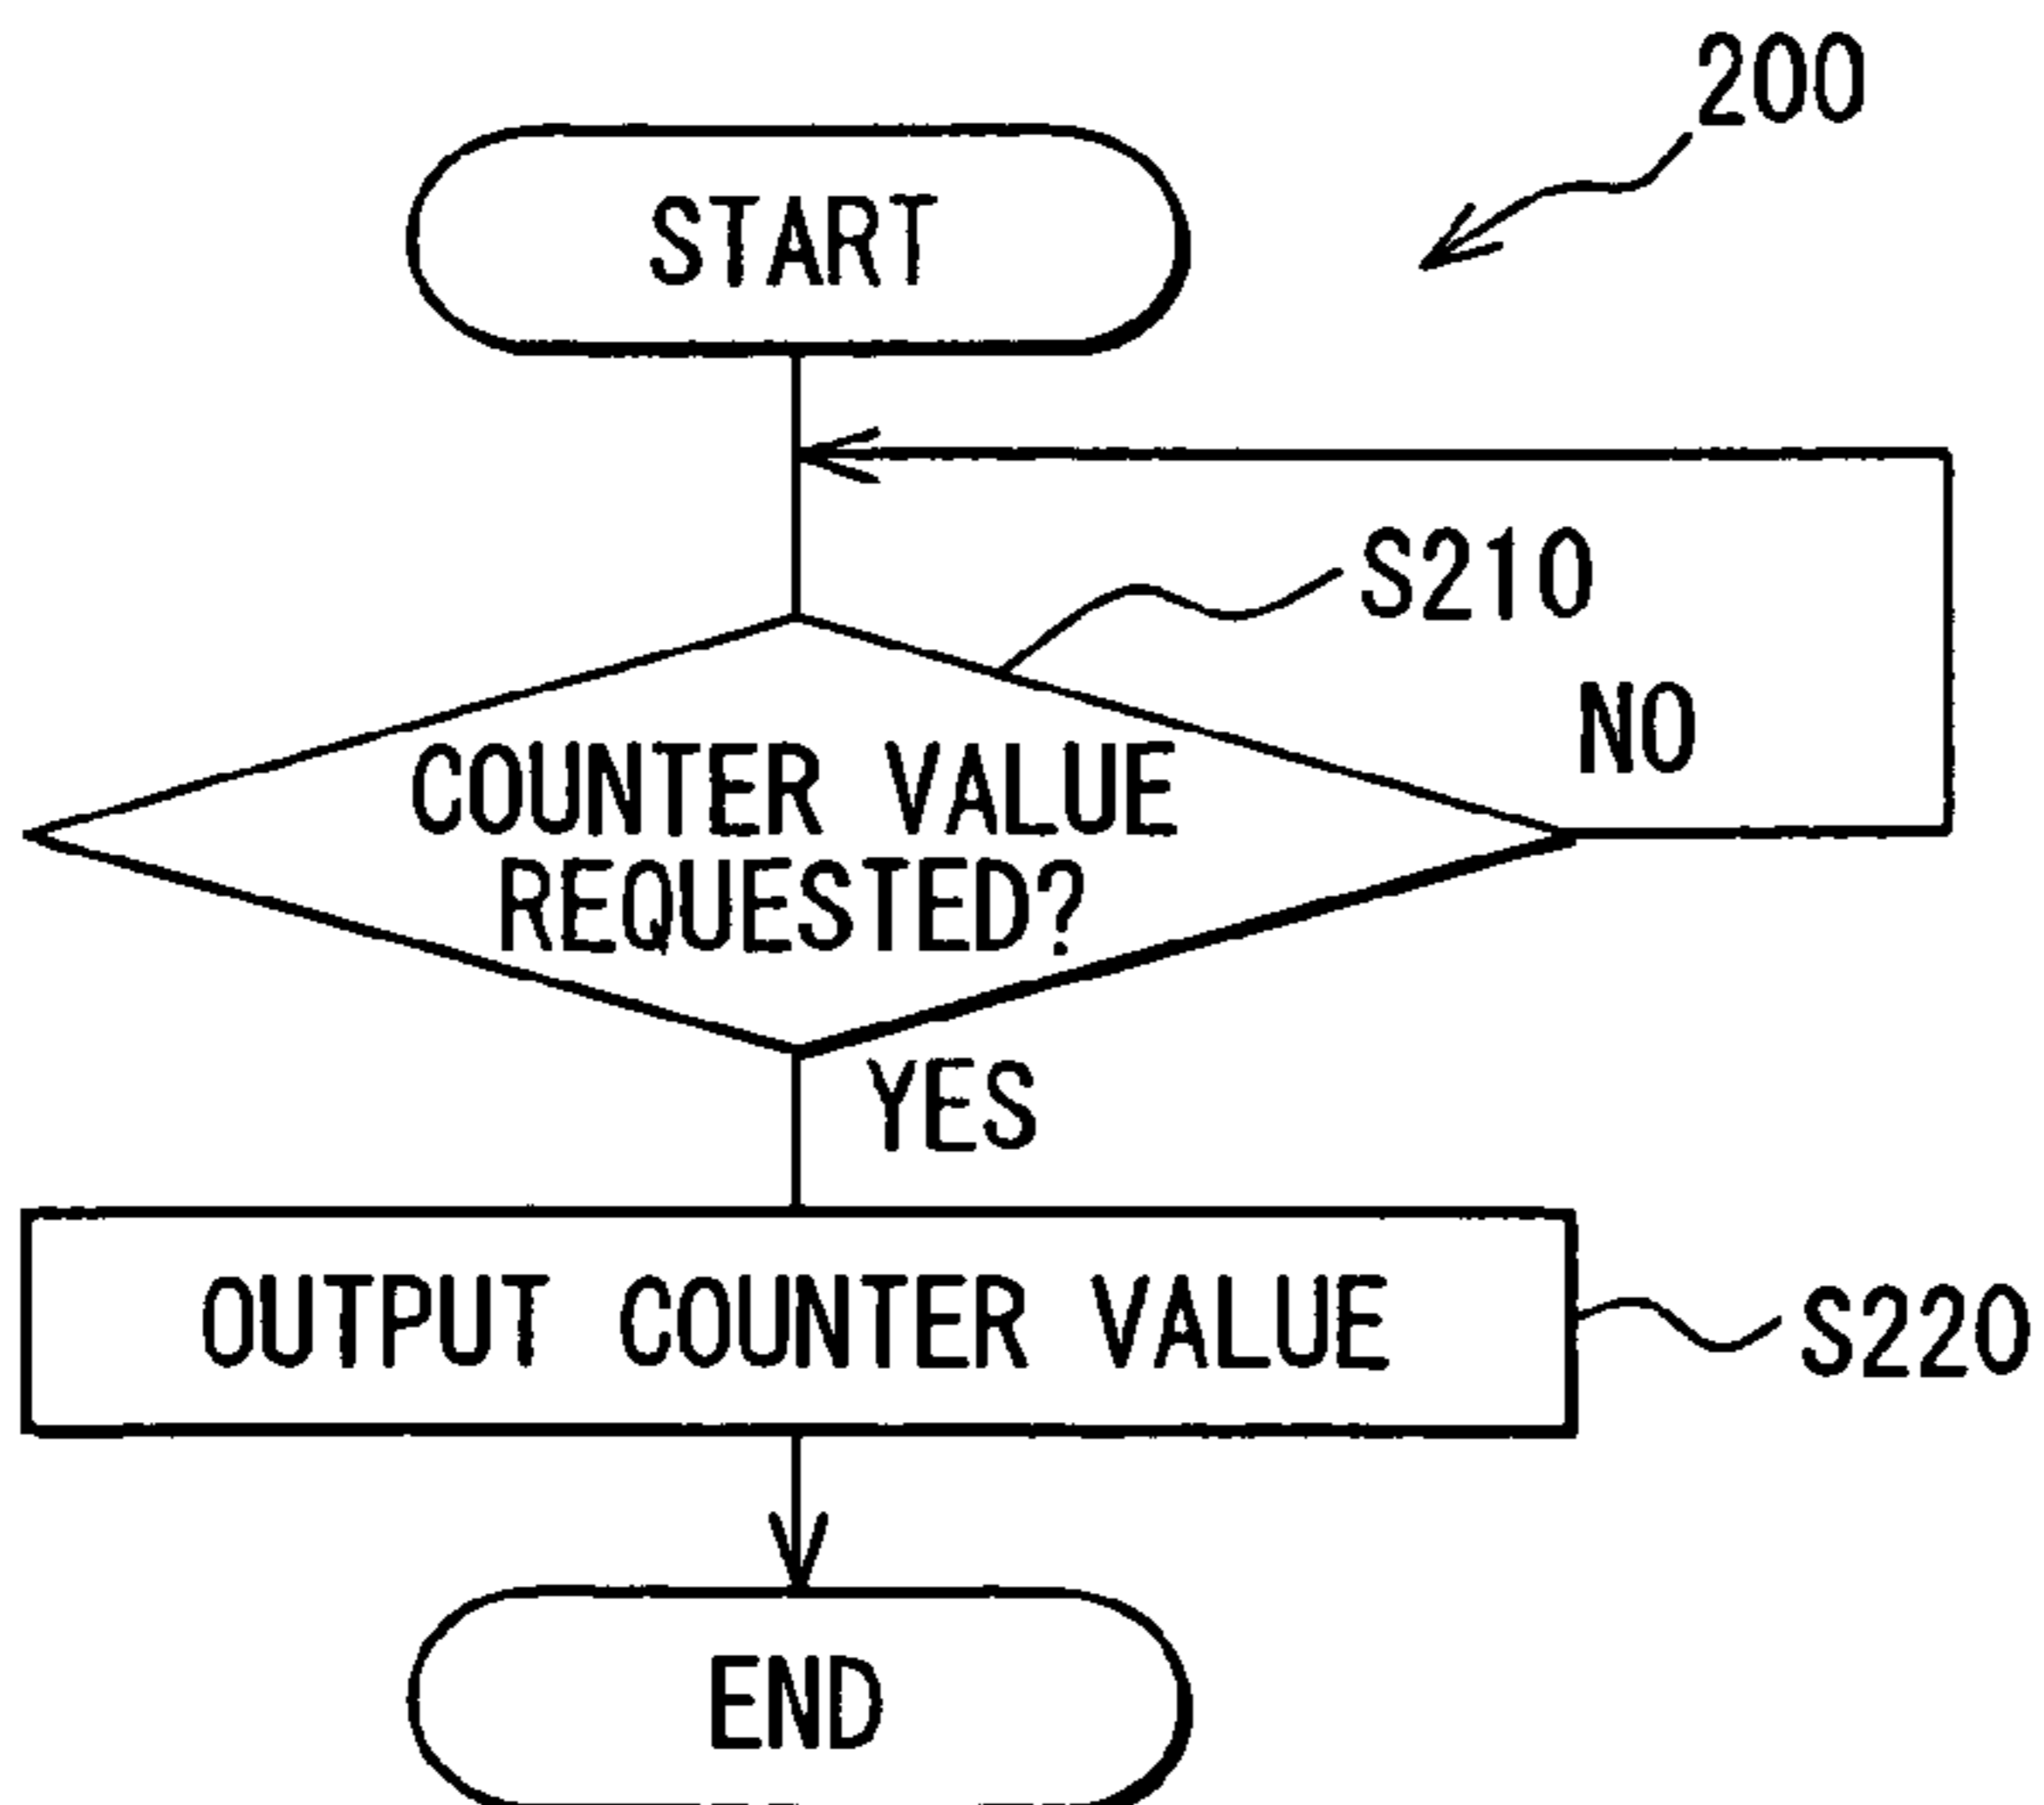 200
START
S210
NO
COUNTER VALUE
REQUESTED?
YES
OUTPUT COUNTER VALUE
S220
END